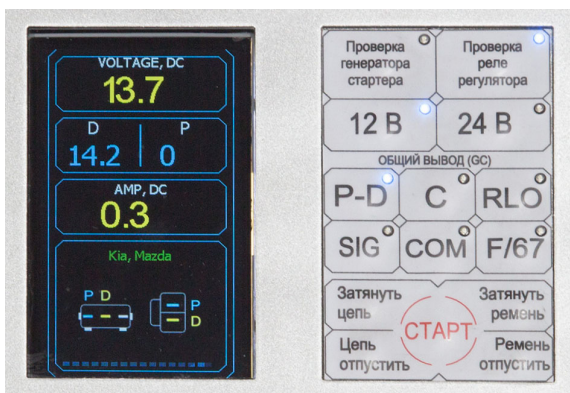 VOLTAGE, DC
13.7
D P
14.2 0
AMP, DC
0.3
Kia, Mazda
P D
P
D
Проверка
генератора
стартера
Проверка
реле
регулятора
12 В
24 В
ОБЩИЙ ВЫВОД (GC)
P-D
C
RLO
SIG
COM
F/67
Затянуть
цепь
Затянуть
ремень
СТАРТ
Цепь
отпустить
Ремень
отпустить